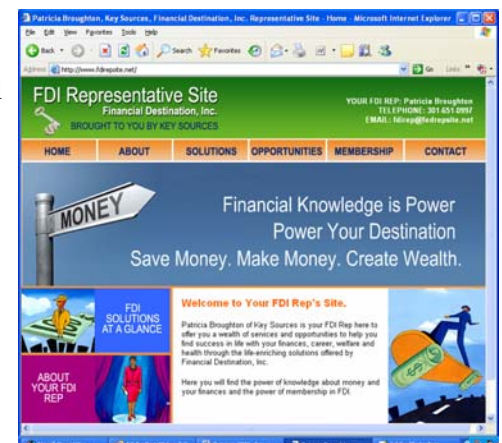 Patricia Broughton, Key Sources, Financial Destination, Inc. Representative Site - Home - Microsoft Internet Explorer
File Edit View Favorites Tools Help
Back Search Favorites
Address http://www.fdirepsite.net/ Go Links
FDI Representative Site
Financial Destination, Inc.
BROUGHT TO YOU BY KEY SOURCES
YOUR FDI REP: Patricia Broughton
TELEPHONE: 301-651-0997
EMAIL: fdirep@fedrepsite.net
HOME ABOUT SOLUTIONS OPPORTUNITIES MEMBERSHIP CONTACT
MONEY
Financial Knowledge is Power
Power Your Destination
Save Money. Make Money. Create Wealth.
FDI
SOLUTIONS
AT A GLANCE
ABOUT
YOUR FDI
REP
Welcome to Your FDI Rep's Site.
Patricia Broughton of Key Sources is your FDI Rep here to
offer you a wealth of services and opportunities to help you
find success in life with your finances, career, welfare and
health through the life-enriching solutions offered by
Financial Destination, Inc.
Here you will find the power of knowledge about money and
your finances and the power of membership in FDI.